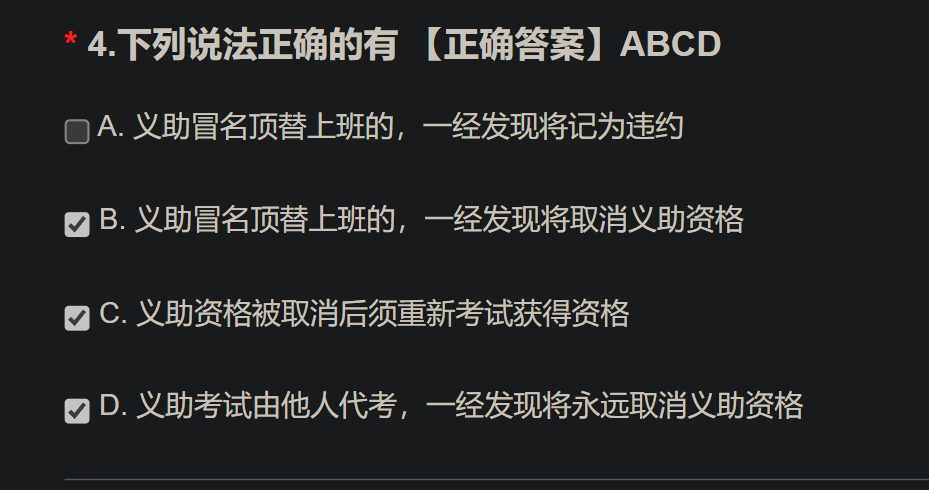 * 4.下列说法正确的有 【正确答案】ABCD
A. 义助冒名顶替上班的，一经发现将记为违约
B. 义助冒名顶替上班的，一经发现将取消义助资格
C. 义助资格被取消后须重新考试获得资格
D. 义助考试由他人代考，一经发现将永远取消义助资格